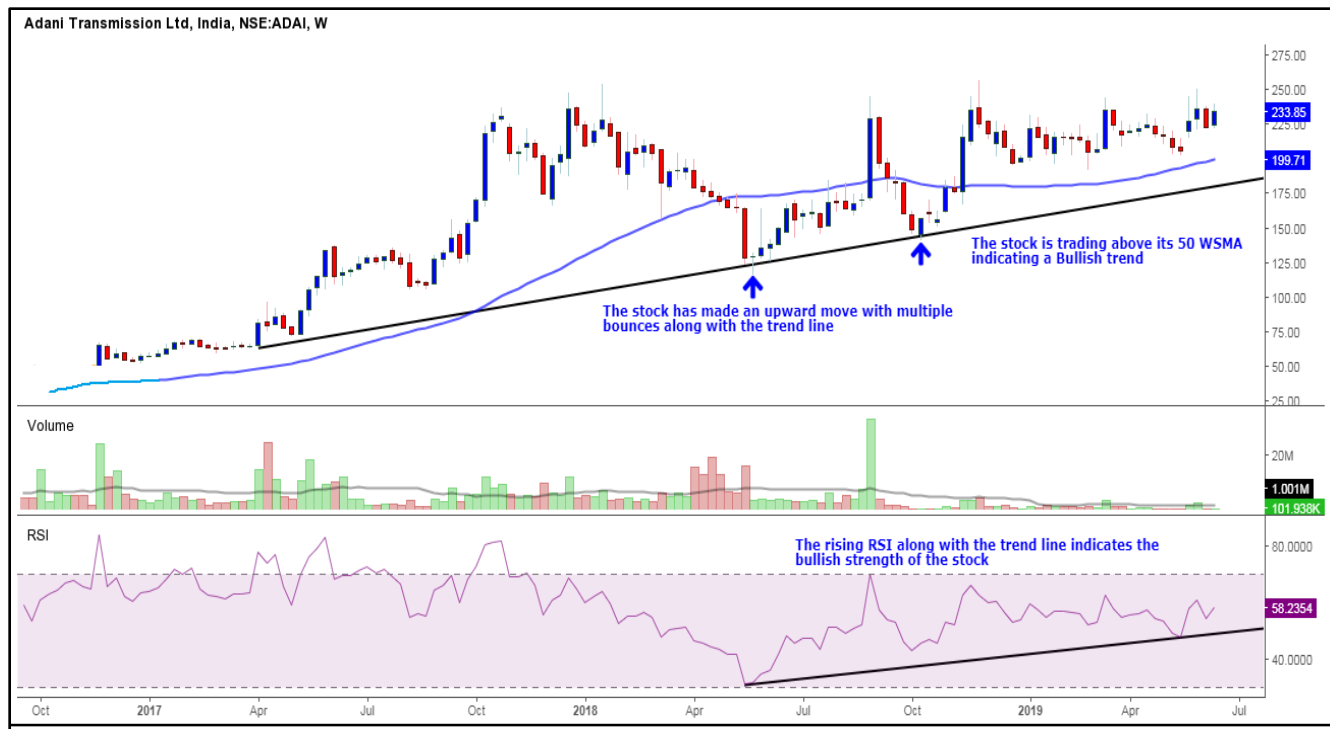 Adani Transmission Ltd, India, NSE:ADAI, W
275.00
250.00
233.85
225.00
199.71
175.00
150.00
125.00
100.00
75.00
50.00
25.00
The stock is trading above its 50 WSMA
indicating a Bullish trend
The stock has made an upward move with multiple
bounces along with the trend line
Volume
20M
1.001M
101.938K
RSI
The rising RSI along with the trend line indicates the
bullish strength of the stock
80.0000
58.2354
40.0000
Oct 2017 Apr Jul Oct 2018 Apr Jul Oct 2019 Apr Jul